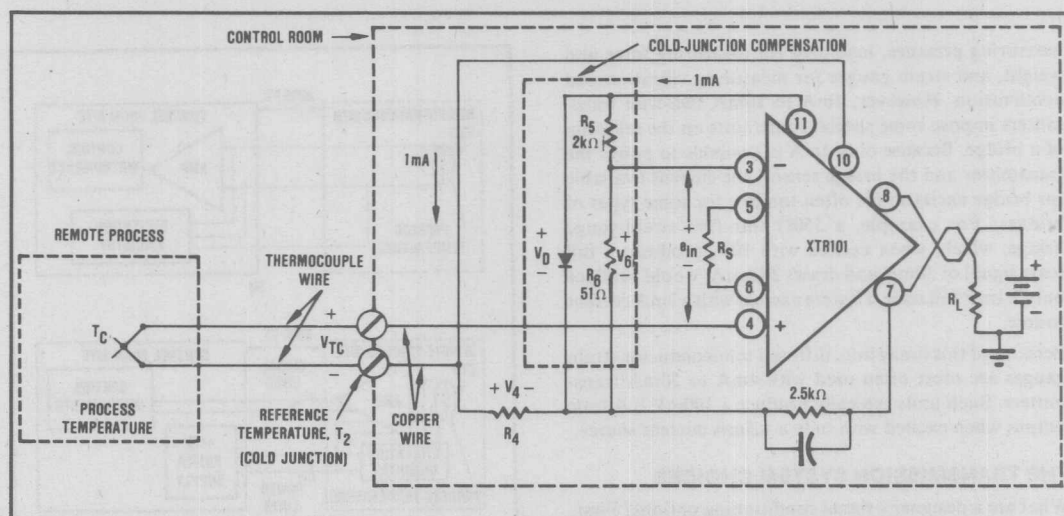 CONTROL ROOM
COLD-JUNCTION COMPENSATION
1mA
R5
2kΩ
11
1mA
3
10
5
8
REMOTE PROCESS
+
VD
−
V6
ein
RS
XTR101
THERMOCOUPLE
WIRE
R6
51Ω
6
7
+
−
RL
TC
+
VTC
−
4
+
PROCESS
TEMPERATURE
REFERENCE
TEMPERATURE, T2
(COLD JUNCTION)
COPPER
WIRE
+ V4 −
R4
2.5kΩ